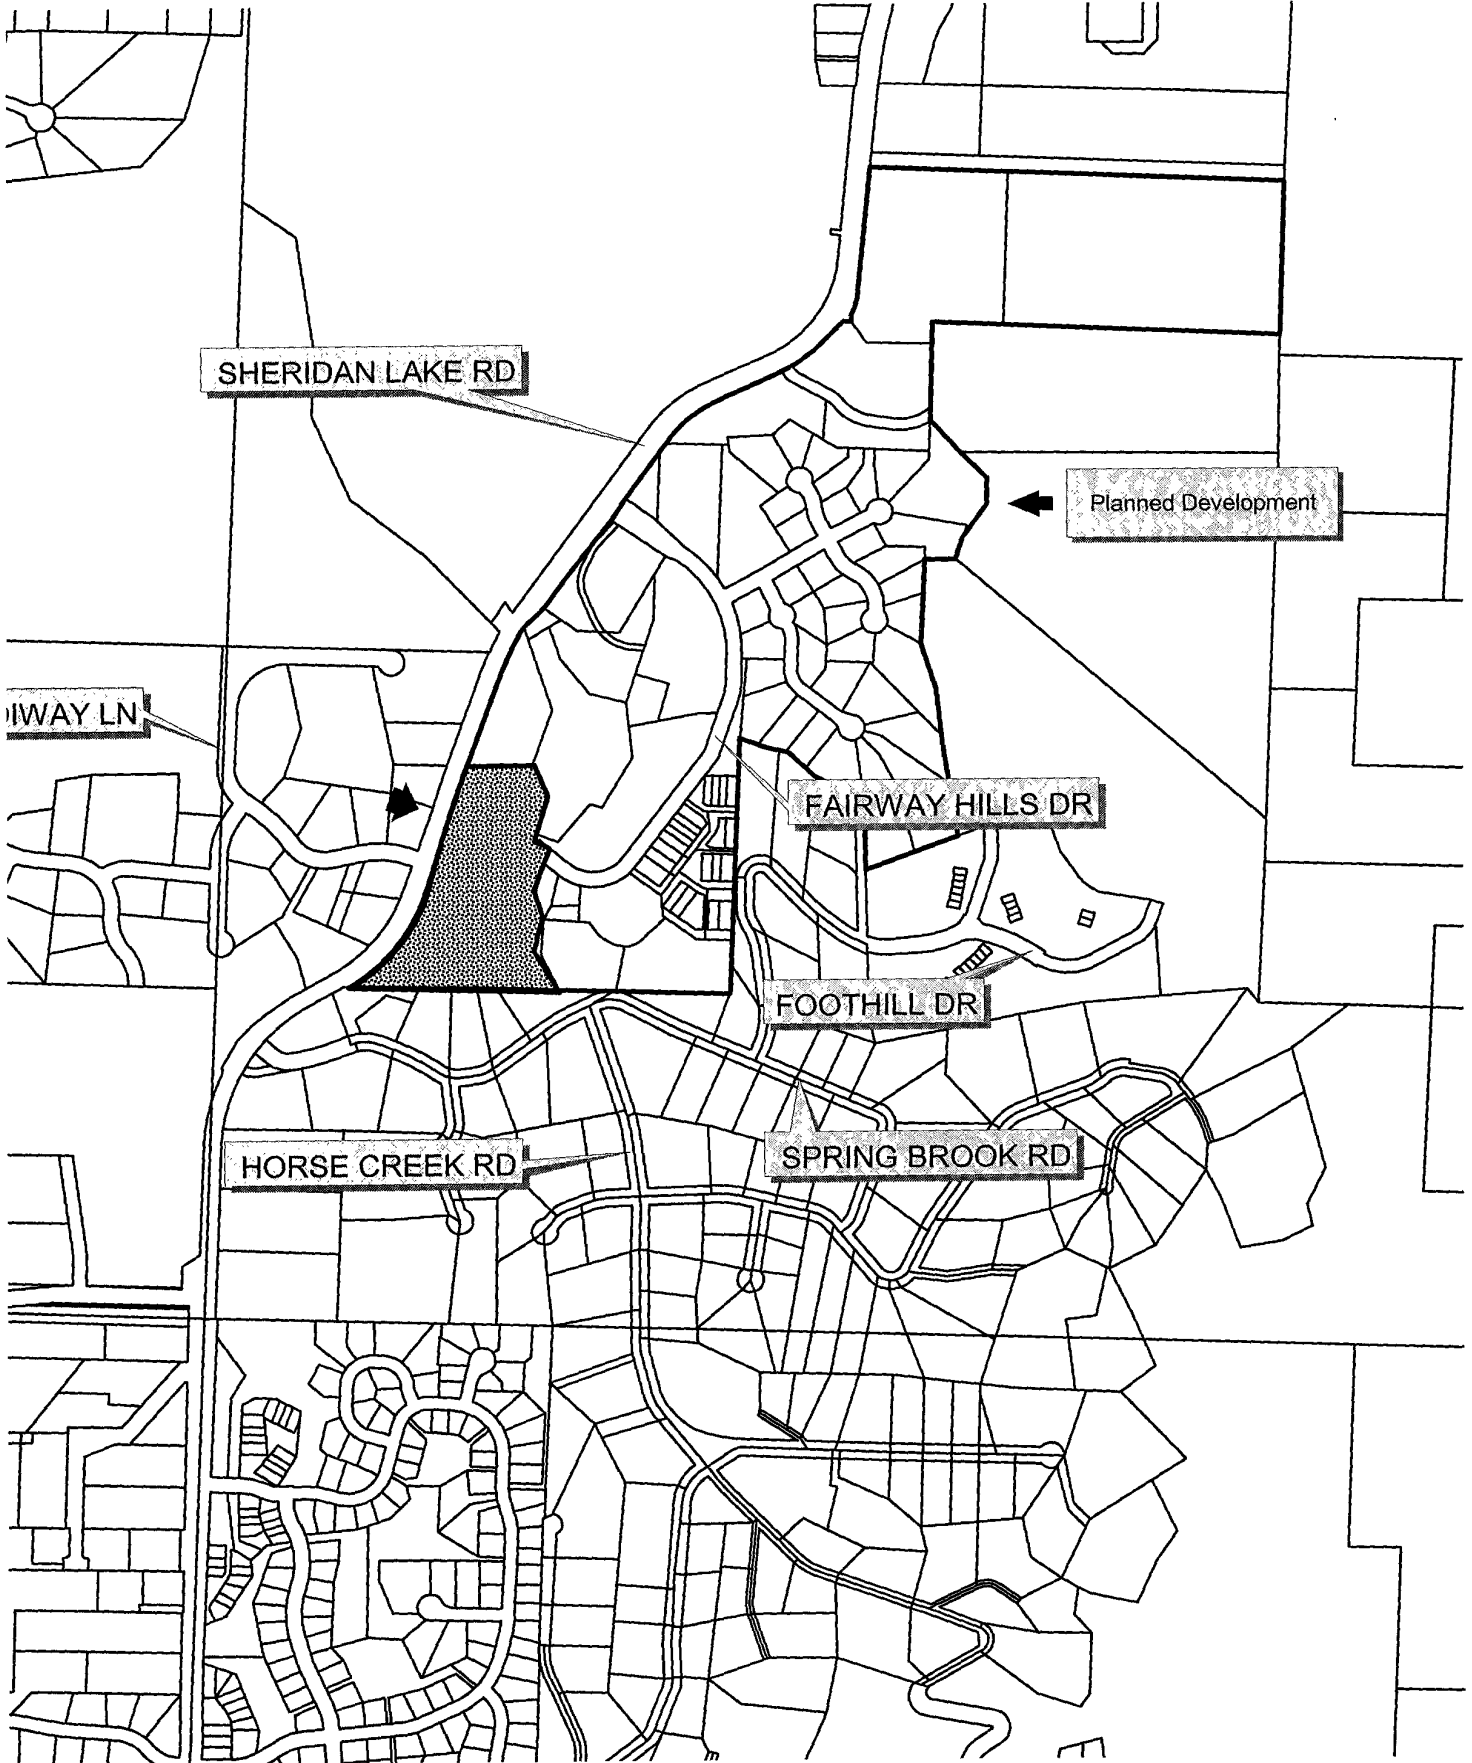 SHERIDAN LAKE RD
Planned Development
IWAY LN
FAIRWAY HILLS DR
FOOTHILL DR
HORSE CREEK RD
SPRING BROOK RD